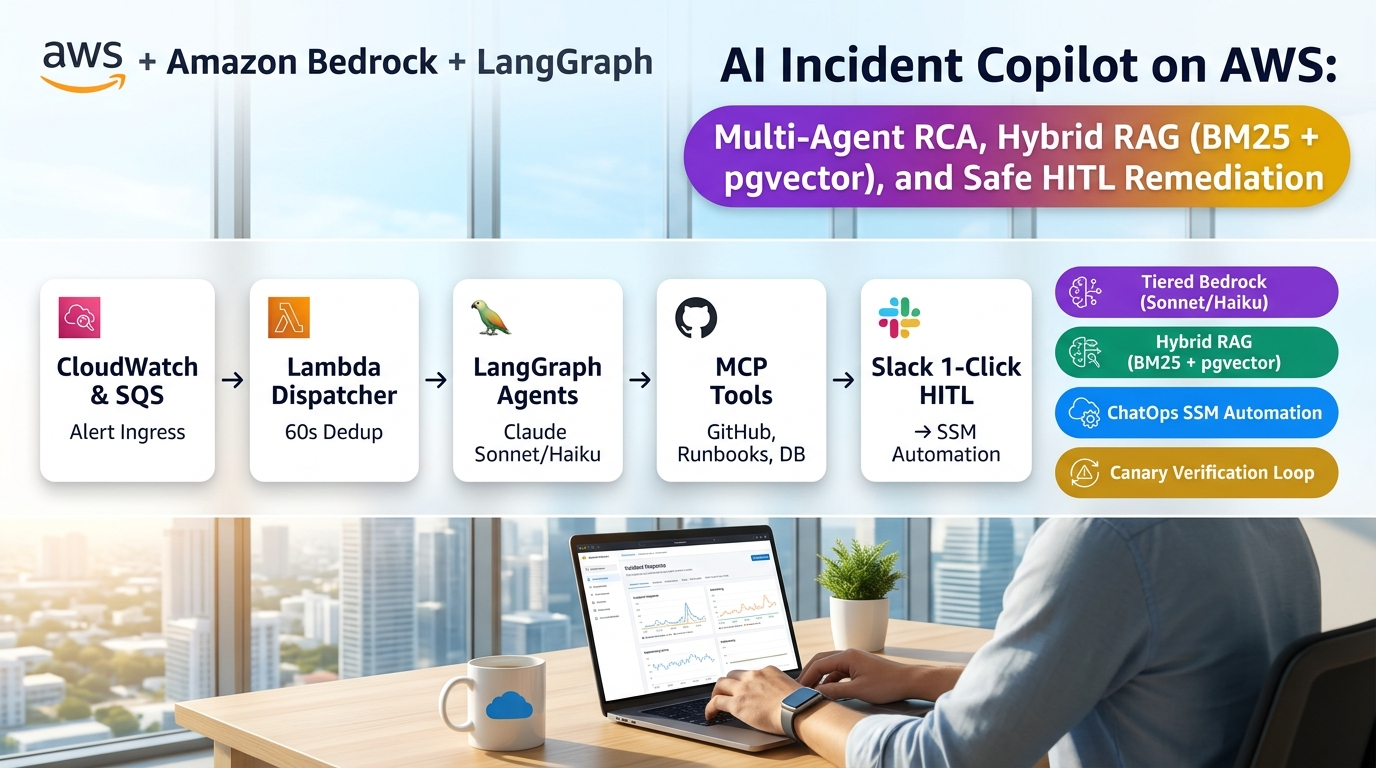 aws + Amazon Bedrock + LangGraph
AI Incident Copilot on AWS:
Multi-Agent RCA, Hybrid RAG (BM25 +
pgvector), and Safe HITL Remediation
CloudWatch
& SQS
Alert Ingress
→
Lambda
Dispatcher
60s Dedup
→
LangGraph
Agents
Claude
Sonnet/Haiku
→
MCP
Tools
GitHub,
Runbooks, DB
→
Slack 1-Click
HITL
→ SSM
Automation
Tiered Bedrock
(Sonnet/Haiku)
Hybrid RAG
(BM25 + pgvector)
ChatOps SSM Automation
Canary Verification Loop